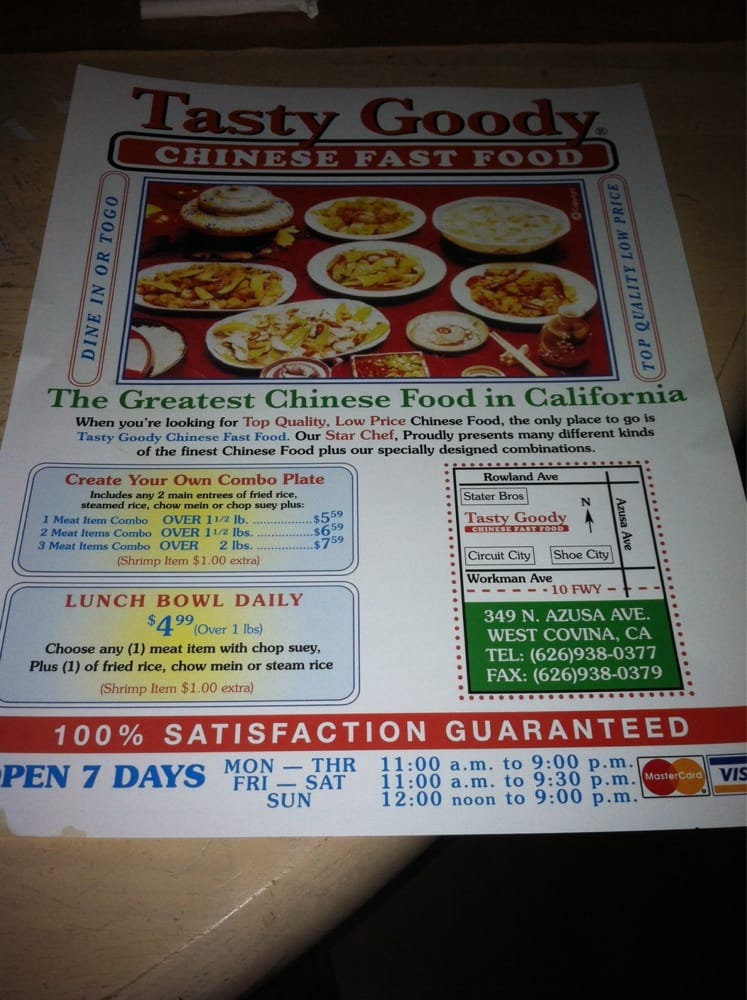 Tasty Goody®
CHINESE FAST FOOD
DINE IN OR TOGO
TOP QUALITY LOW PRICE
The Greatest Chinese Food in California
When you're looking for Top Quality, Low Price Chinese Food, the only place to go is
Tasty Goody Chinese Fast Food. Our Star Chef, Proudly presents many different kinds
of the finest Chinese Food plus our specially designed combinations.
Create Your Own Combo Plate
Includes any 2 main entrees of fried rice,
steamed rice, chow mein or chop suey plus:
1 Meat Item Combo OVER 1 1/2 lb. ................$5 59
2 Meat Items Combo OVER 1 1/2 lbs. ..............$6 59
3 Meat Items Combo OVER 2 lbs. ...............$7 59
(Shrimp Item $1.00 extra)
LUNCH BOWL DAILY
$4 99 (Over 1 lbs)
Choose any (1) meat item with chop suey,
Plus (1) of fried rice, chow mein or steam rice
(Shrimp Item $1.00 extra)
Rowland Ave
Stater Bros
N
Azusa Ave
Tasty Goody
CHINESE FAST FOOD
Circuit City
Shoe City
Workman Ave
10 FWY
349 N. AZUSA AVE.
WEST COVINA, CA
TEL: (626)938-0377
FAX: (626)938-0379
100% SATISFACTION GUARANTEED
PEN 7 DAYS
MON — THR 11:00 a.m. to 9:00 p.m.
FRI — SAT 11:00 a.m. to 9:30 p.m.
SUN 12:00 noon to 9:00 p.m.
MasterCard
VIS